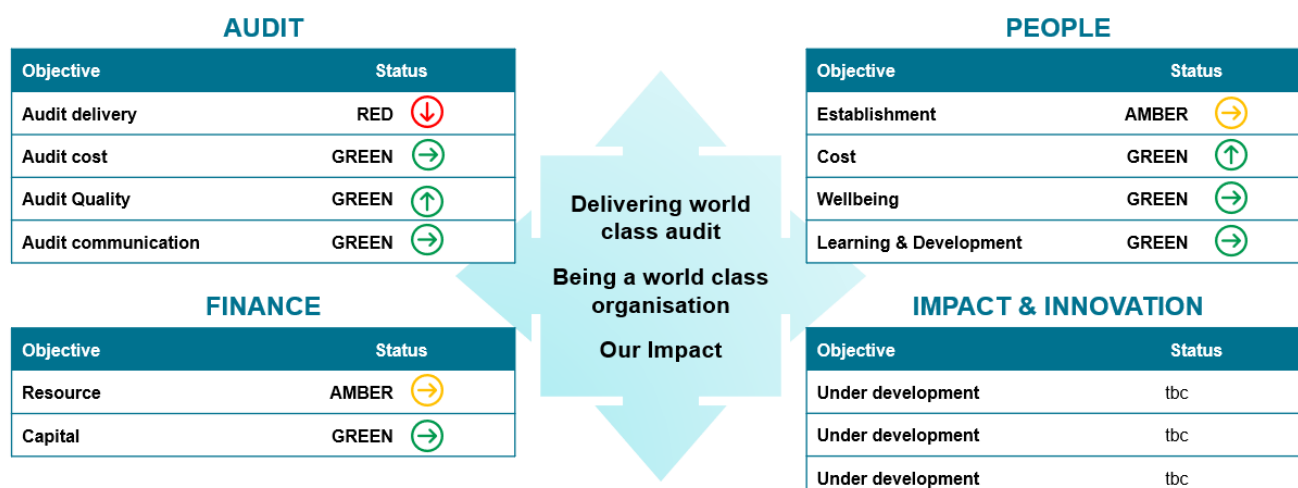 AUDIT
Objective Status
Audit delivery RED
Audit cost GREEN
Audit Quality GREEN
Audit communication GREEN
PEOPLE
Objective Status
Establishment AMBER
Cost GREEN
Wellbeing GREEN
Learning & Development GREEN
Delivering world
class audit
Being a world class
organisation
Our Impact
FINANCE
Objective Status
Resource AMBER
Capital GREEN
IMPACT & INNOVATION
Objective Status
Under development tbc
Under development tbc
Under development tbc